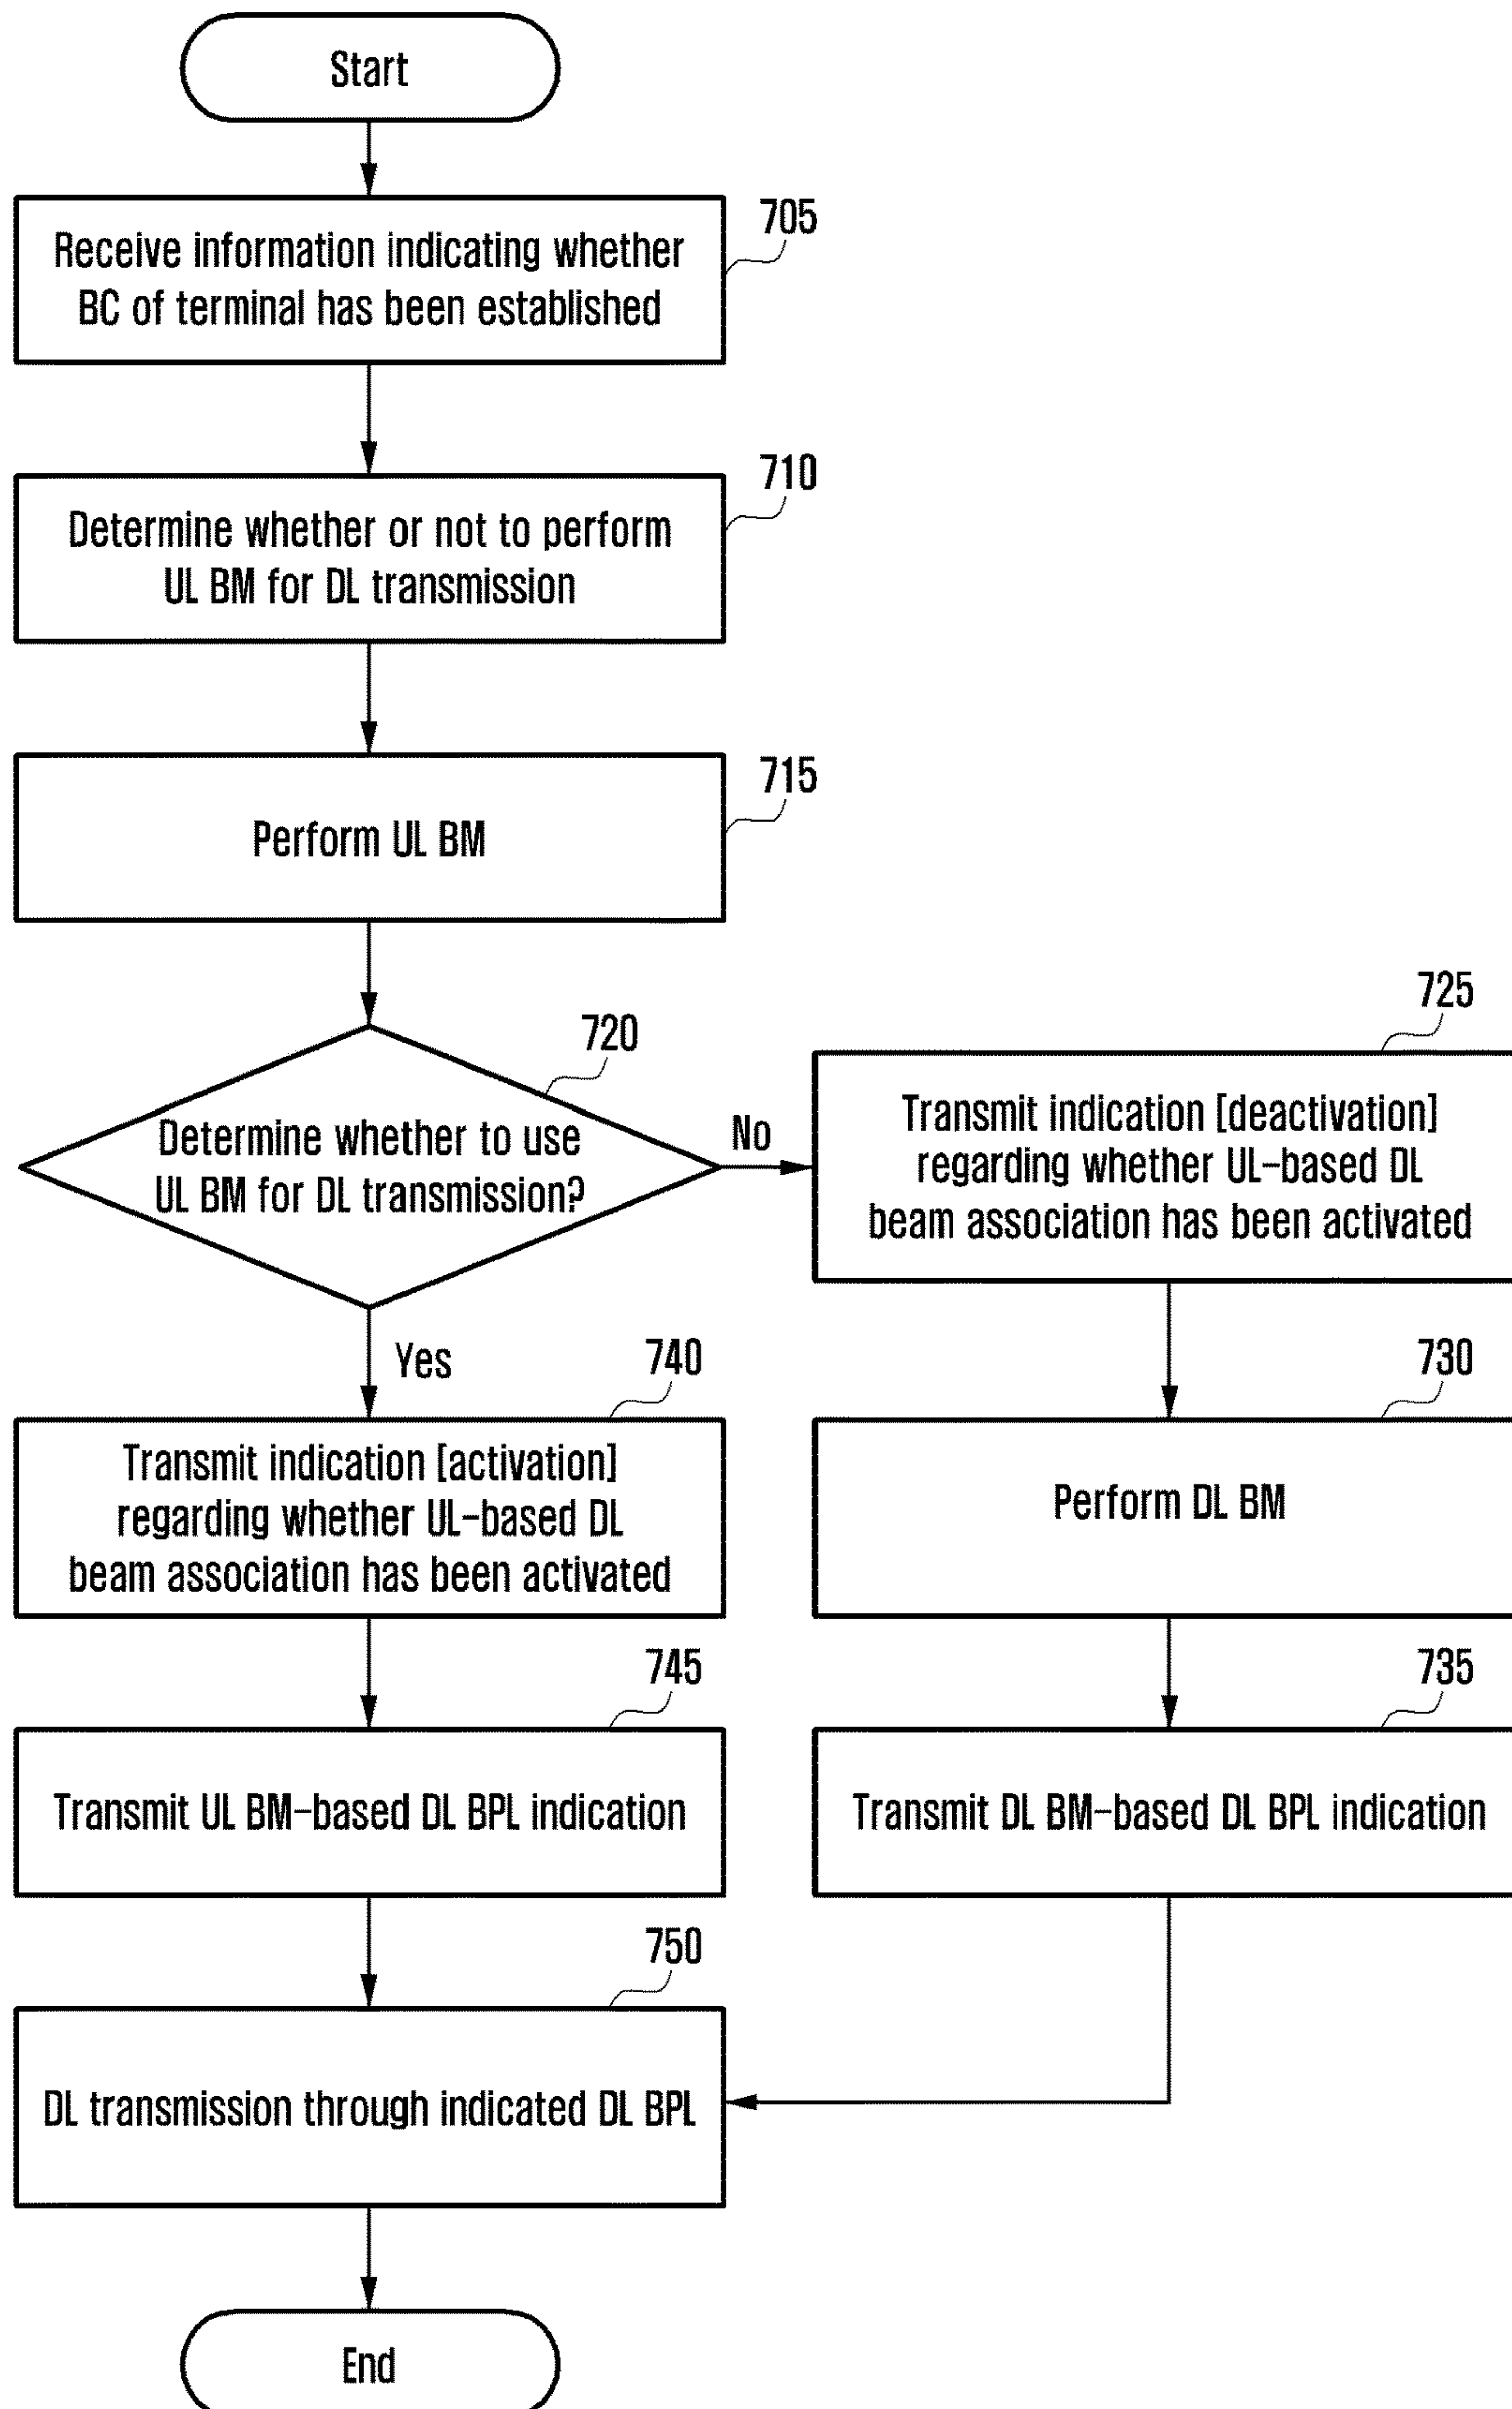 Start
705
Receive information indicating whether
BC of terminal has been established
710
Determine whether or not to perform
UL BM for DL transmission
715
Perform UL BM
720
Determine whether to use
UL BM for DL transmission?
No
725
Transmit indication [deactivation]
regarding whether UL-based DL
beam association has been activated
Yes
740
Transmit indication [activation]
regarding whether UL-based DL
beam association has been activated
730
Perform DL BM
745
Transmit UL BM-based DL BPL indication
735
Transmit DL BM-based DL BPL indication
750
DL transmission through indicated DL BPL
End